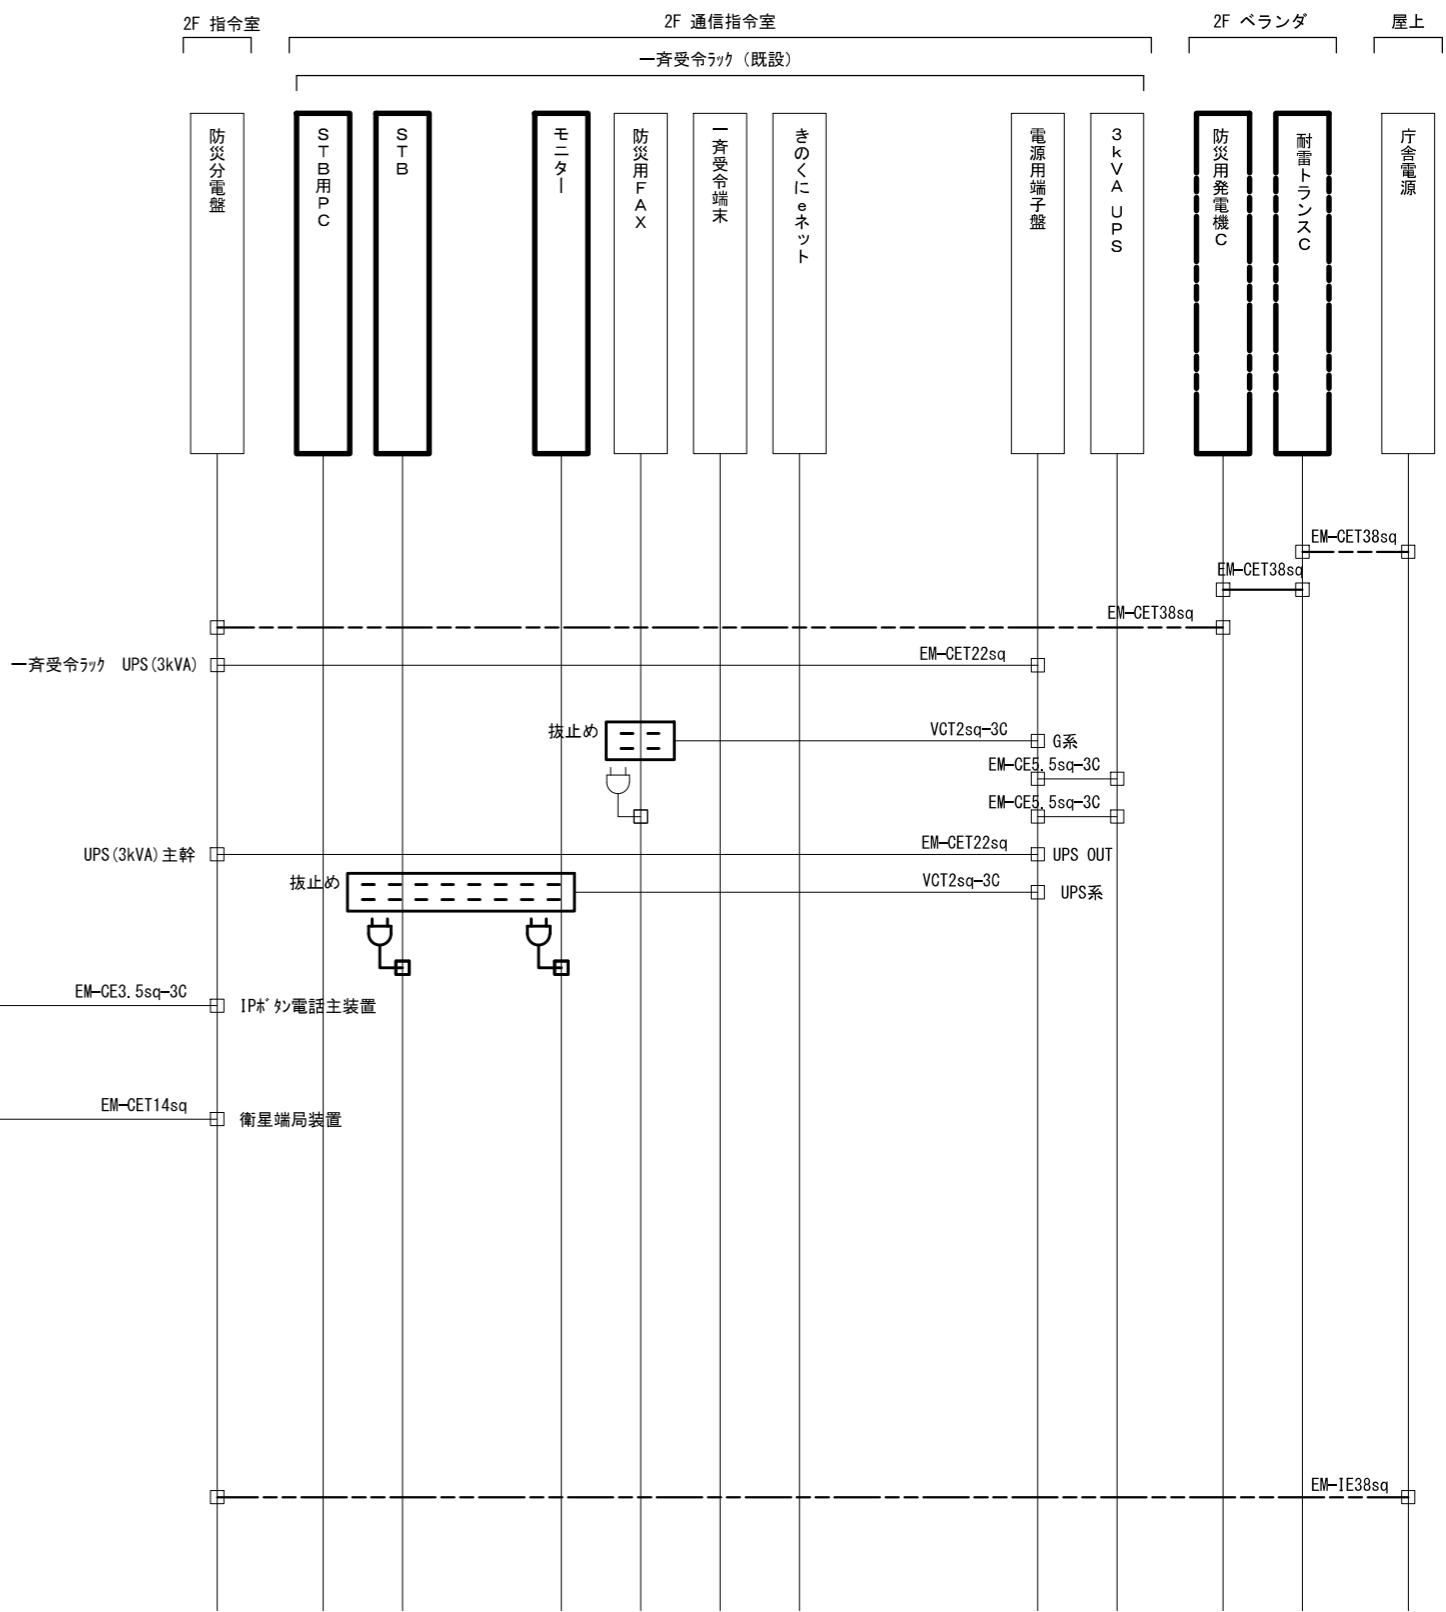 2F 指令室
2F 通信指令室
2F ベランダ
屋上
一斉受令ﾗｯｸ（既設）
防災分電盤
ＳＴＢ用ＰＣ
ＳＴＢ
モニター
防災用ＦＡＸ
一斉受令端末
きのくにｅネット
電源用端子盤
３ｋＶＡ ＵＰＳ
防災用発電機Ｃ
耐雷トランスＣ
庁舎電源
EM-CET38sq
EM-CET38sq
EM-CET38sq
一斉受令ﾗｯｸ　UPS(3kVA)
EM-CET22sq
抜止め
VCT2sq-3C
G系
EM-CE5.5sq-3C
EM-CE5.5sq-3C
UPS(3kVA)主幹
EM-CET22sq
UPS OUT
抜止め
VCT2sq-3C
UPS系
EM-CE3.5sq-3C
IPﾎﾞﾀﾝ電話主装置
EM-CET14sq
衛星端局装置
EM-IE38sq